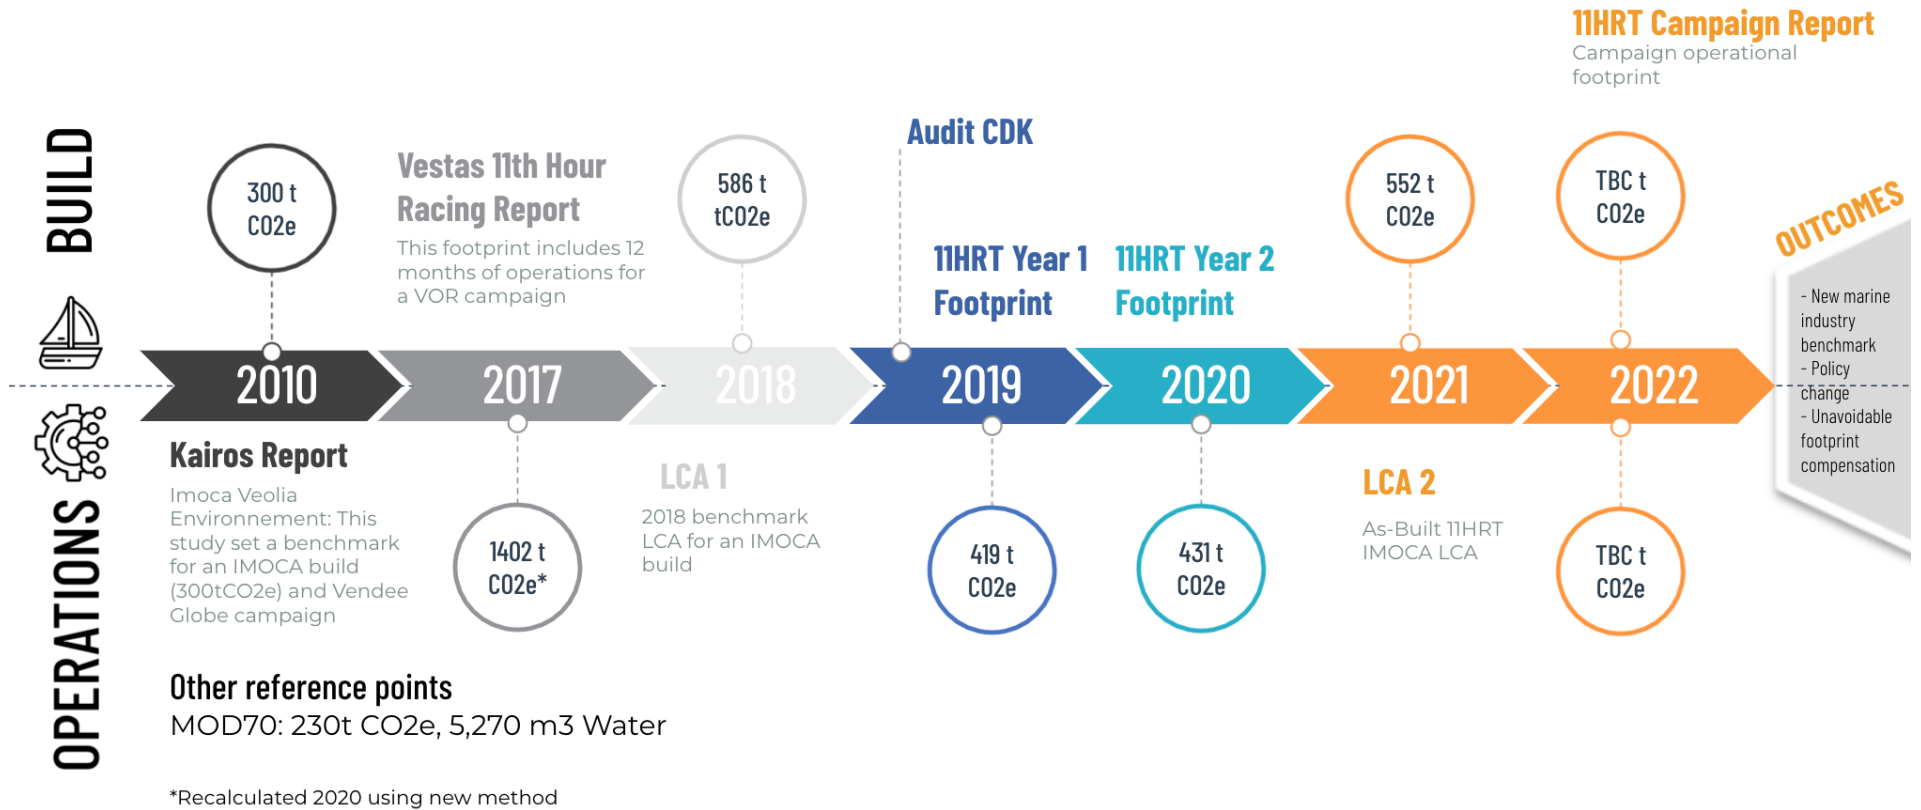 11HRT Campaign Report
Campaign operational
footprint
BUILD
300 t
CO2e
Vestas 11th Hour
Racing Report
This footprint includes 12
months of operations for
a VOR campaign
586 t
tCO2e
Audit CDK
11HRT Year 1
Footprint
11HRT Year 2
Footprint
552 t
CO2e
TBC t
CO2e
OUTCOMES
- New marine
industry
benchmark
- Policy
change
- Unavoidable
footprint
compensation
2010
2017
2018
2019
2020
2021
2022
OPERATIONS
Kairos Report
Imoca Veolia
Environnement: This
study set a benchmark
for an IMOCA build
(300tCO2e) and Vendee
Globe campaign
1402 t
CO2e*
LCA 1
2018 benchmark
LCA for an IMOCA
build
419 t
CO2e
431 t
CO2e
LCA 2
As-Built 11HRT
IMOCA LCA
TBC t
CO2e
Other reference points
MOD70: 230t CO2e, 5,270 m3 Water
*Recalculated 2020 using new method